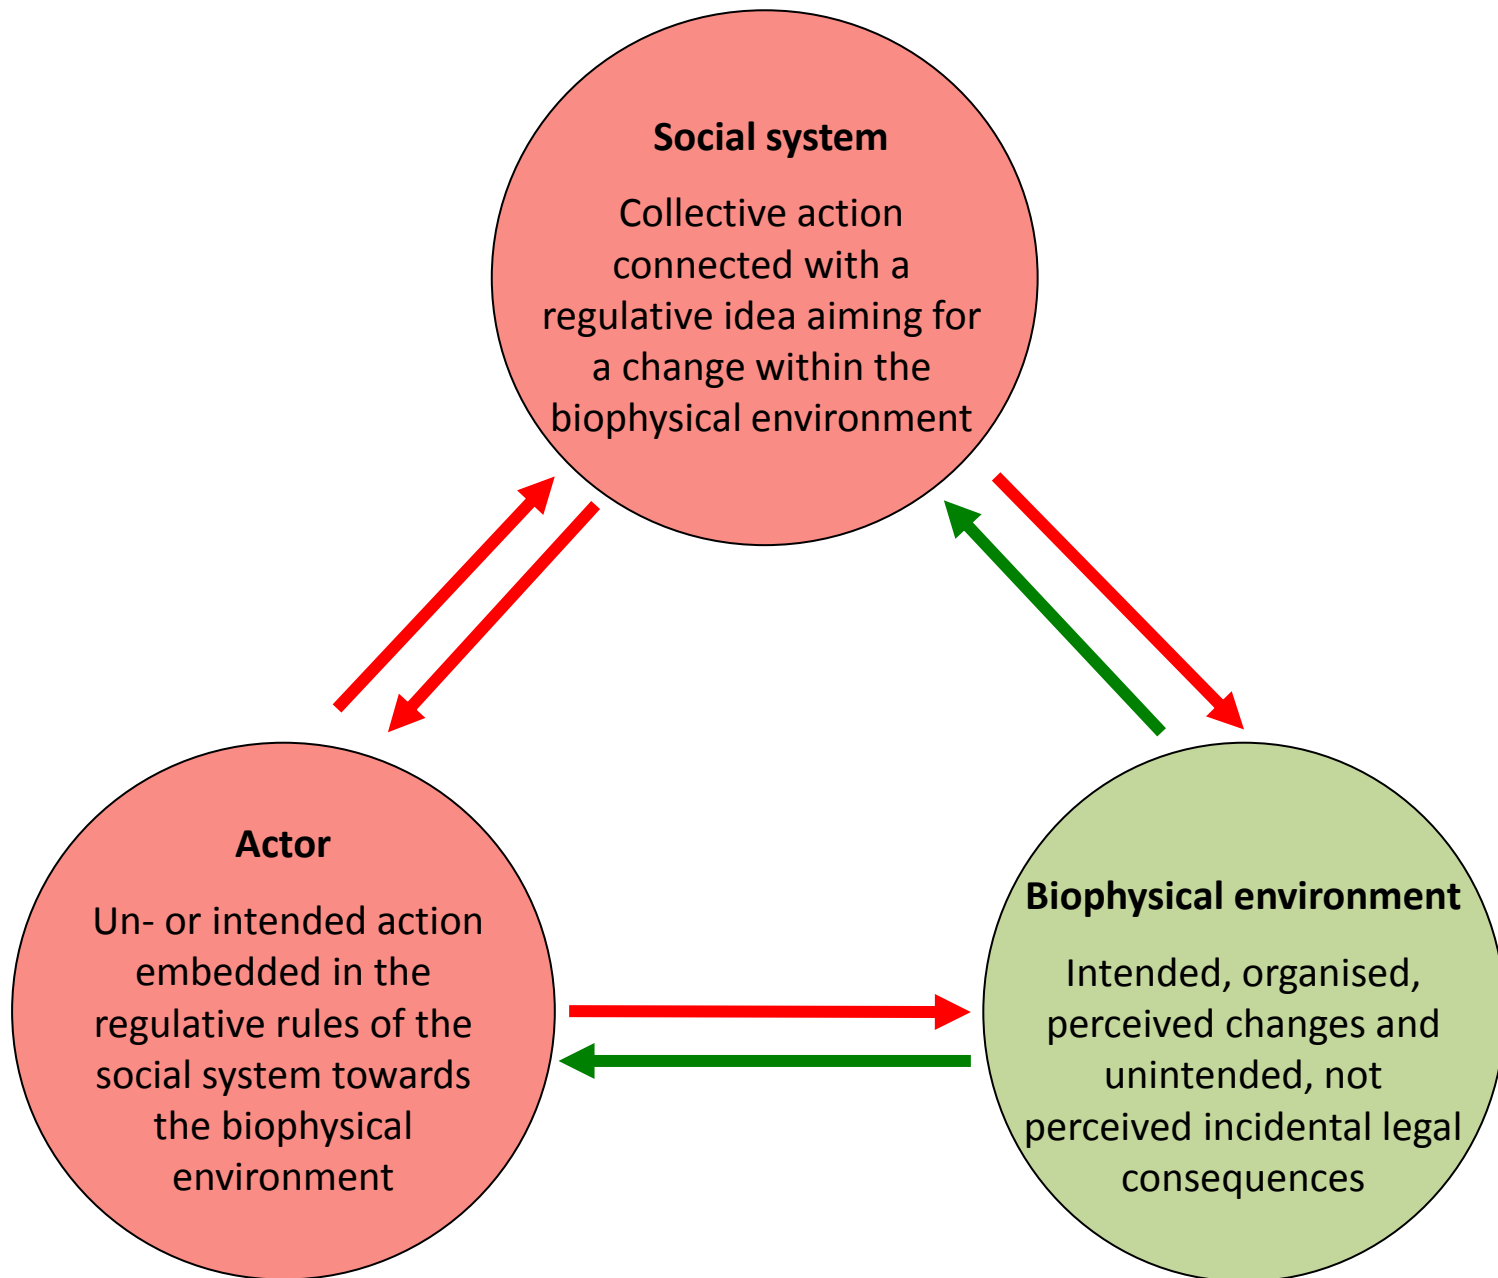 Social system
Collective action
connected with a
regulative idea aiming for
a change within the
biophysical environment
Actor
Un- or intended action
embedded in the
regulative rules of the
social system towards
the biophysical
environment
Biophysical environment
Intended, organised,
perceived changes and
unintended, not
perceived incidental legal
consequences